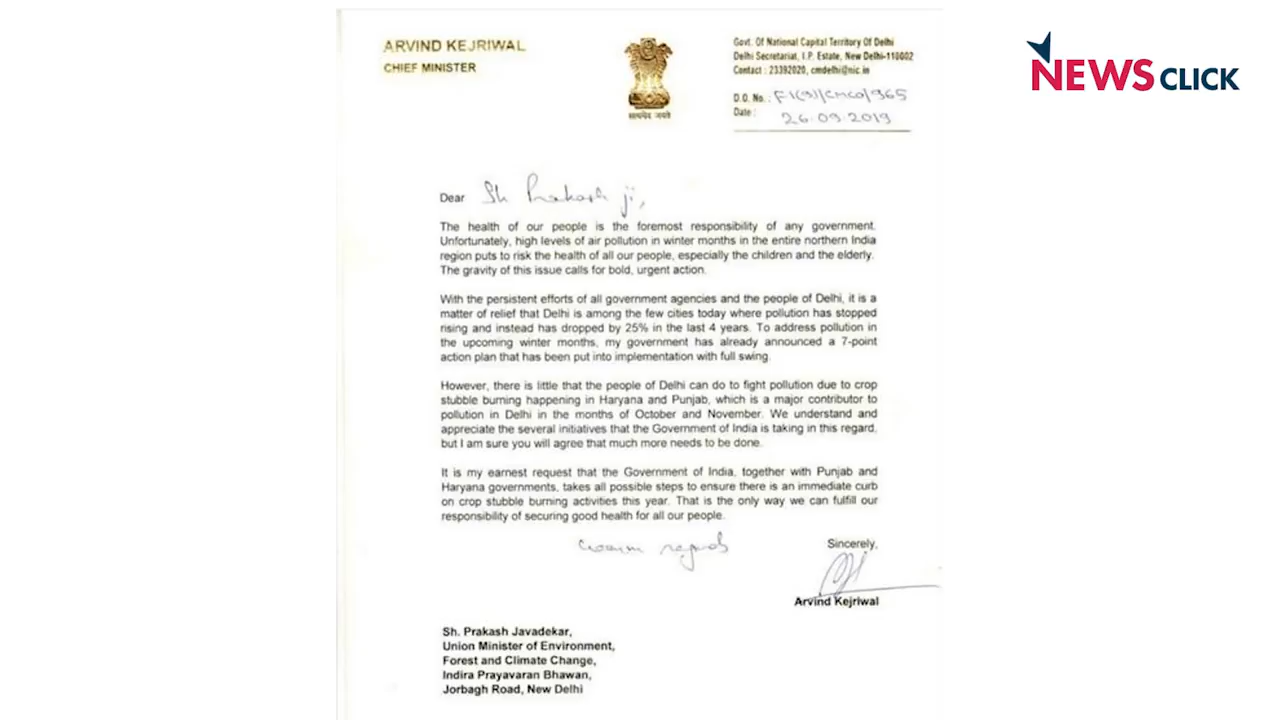 ARVIND KEJRIWAL
CHIEF MINISTER
सत्यमेव जयते
Govt. Of National Capital Territory Of Delhi
Delhi Secretariat, I.P. Estate, New Delhi-110002
Contact : 23392020, cmdelhi@nic.in
D.O. No. : F1(9)/CMCO/965
Date : 26.09.2019
NEWSCLICK
Dear Sh Prakash ji,
The health of our people is the foremost responsibility of any government.
Unfortunately, high levels of air pollution in winter months in the entire northern India
region puts to risk the health of all our people, especially the children and the elderly.
The gravity of this issue calls for bold, urgent action.
With the persistent efforts of all government agencies and the people of Delhi, it is a
matter of relief that Delhi is among the few cities today where pollution has stopped
rising and instead has dropped by 25% in the last 4 years. To address pollution in
the upcoming winter months, my government has already announced a 7-point
action plan that has been put into implementation with full swing.
However, there is little that the people of Delhi can do to fight pollution due to crop
stubble burning happening in Haryana and Punjab, which is a major contributor to
pollution in Delhi in the months of October and November. We understand and
appreciate the several initiatives that the Government of India is taking in this regard,
but I am sure you will agree that much more needs to be done.
It is my earnest request that the Government of India, together with Punjab and
Haryana governments, takes all possible steps to ensure there is an immediate curb
on crop stubble burning activities this year. That is the only way we can fulfill our
responsibility of securing good health for all our people.
warm regards
Sincerely,
Arvind Kejriwal
Sh. Prakash Javadekar,
Union Minister of Environment,
Forest and Climate Change,
Indira Prayavaran Bhawan,
Jorbagh Road, New Delhi